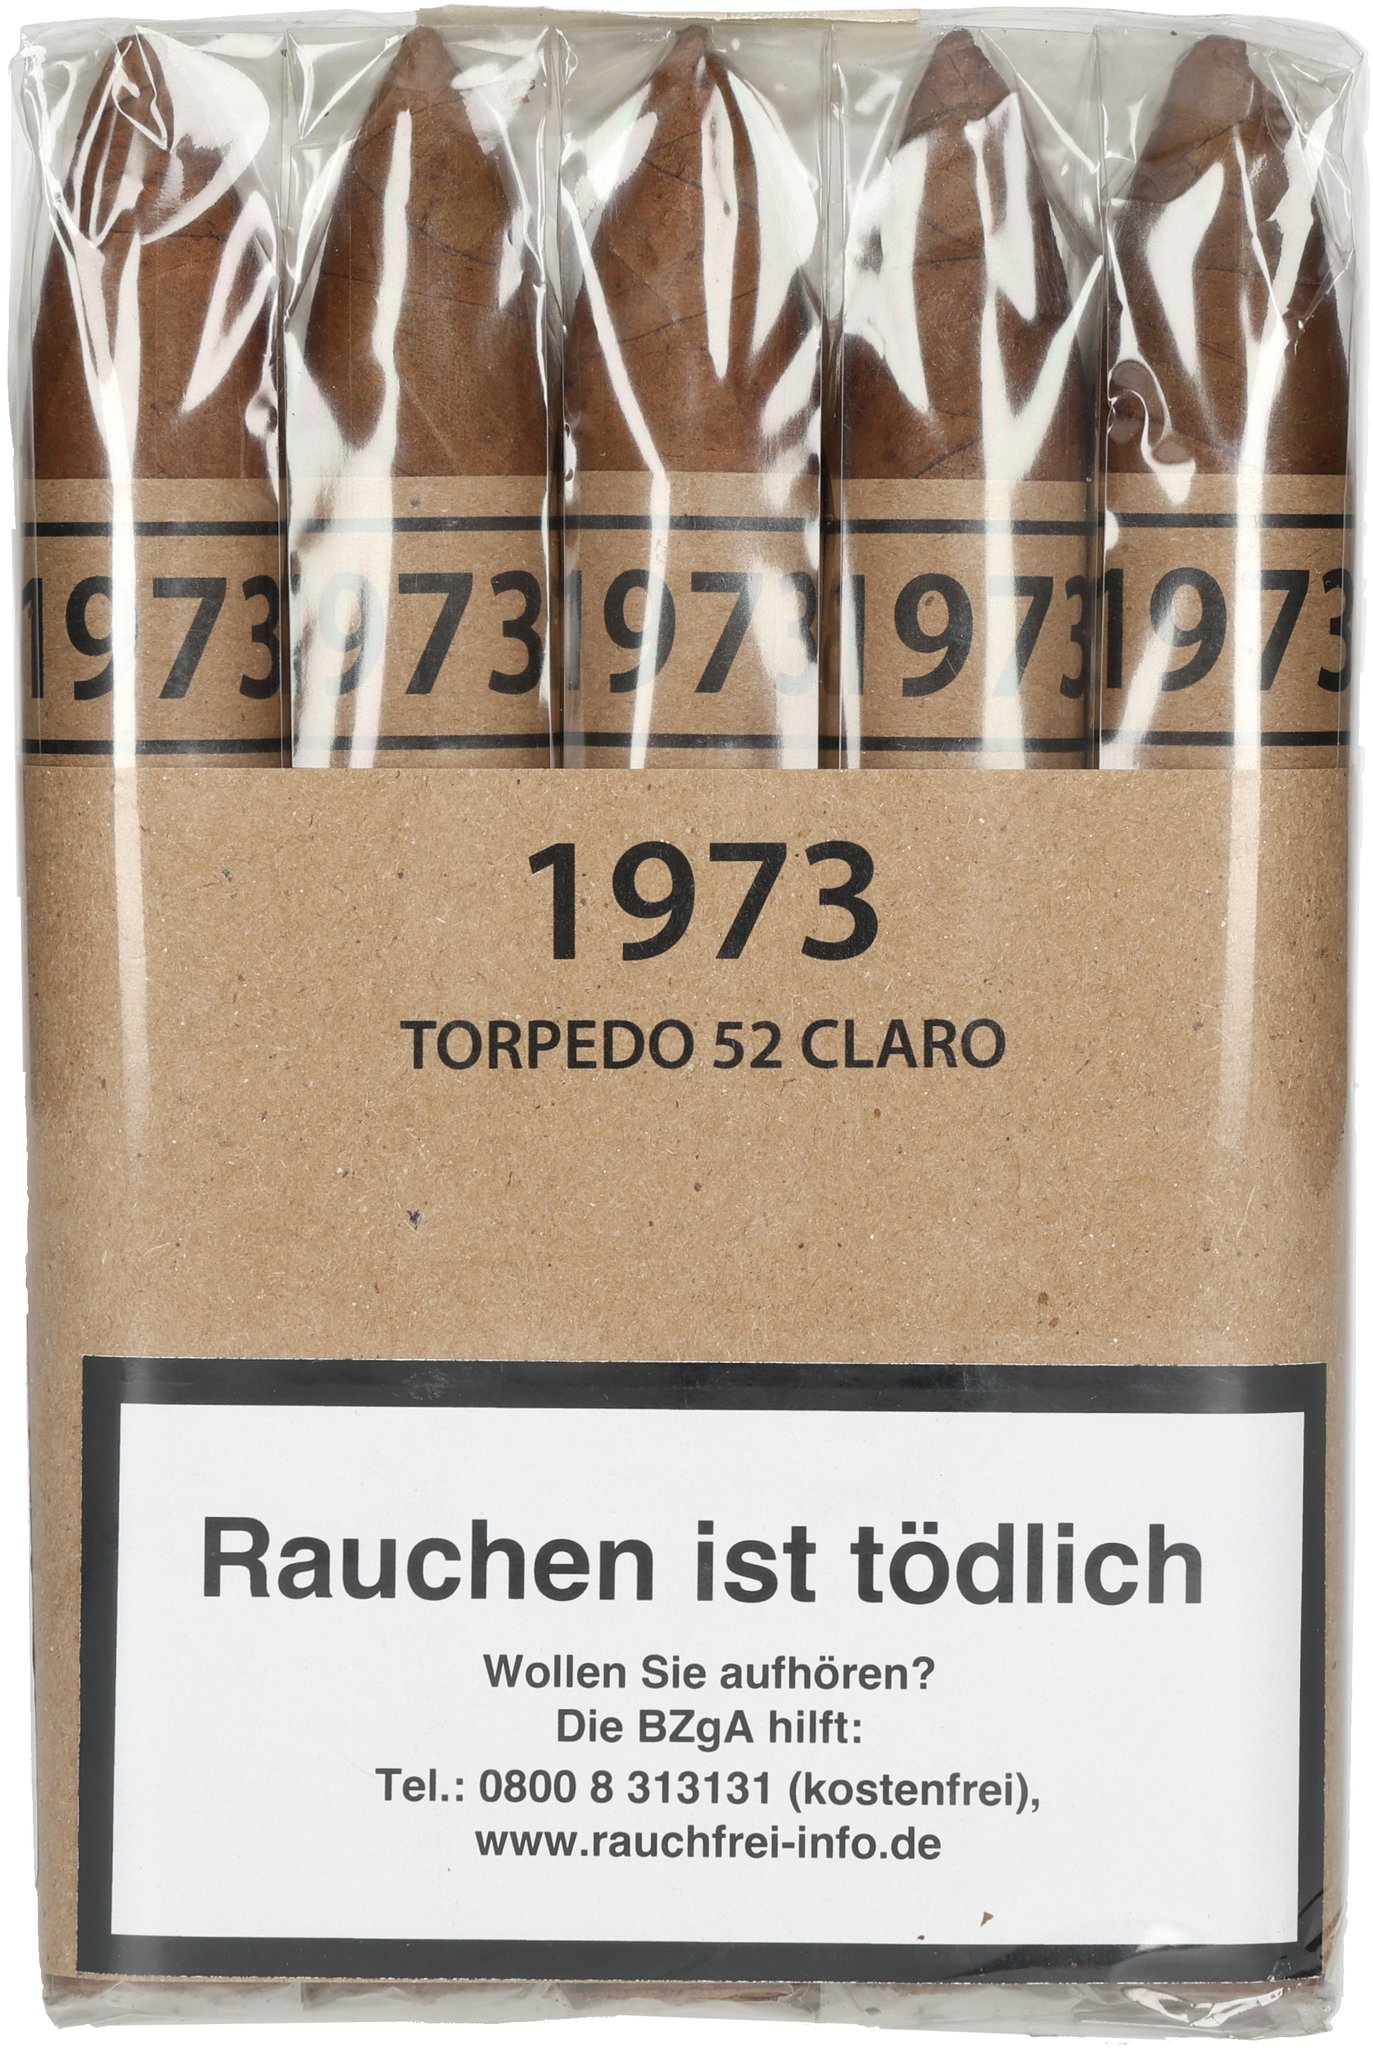 1973 1973 1973 1973 1973
1973
TORPEDO 52 CLARO
Rauchen ist tödlich
Wollen Sie aufhören?
Die BZgA hilft:
Tel.: 0800 8 313131 (kostenfrei),
www.rauchfrei-info.de